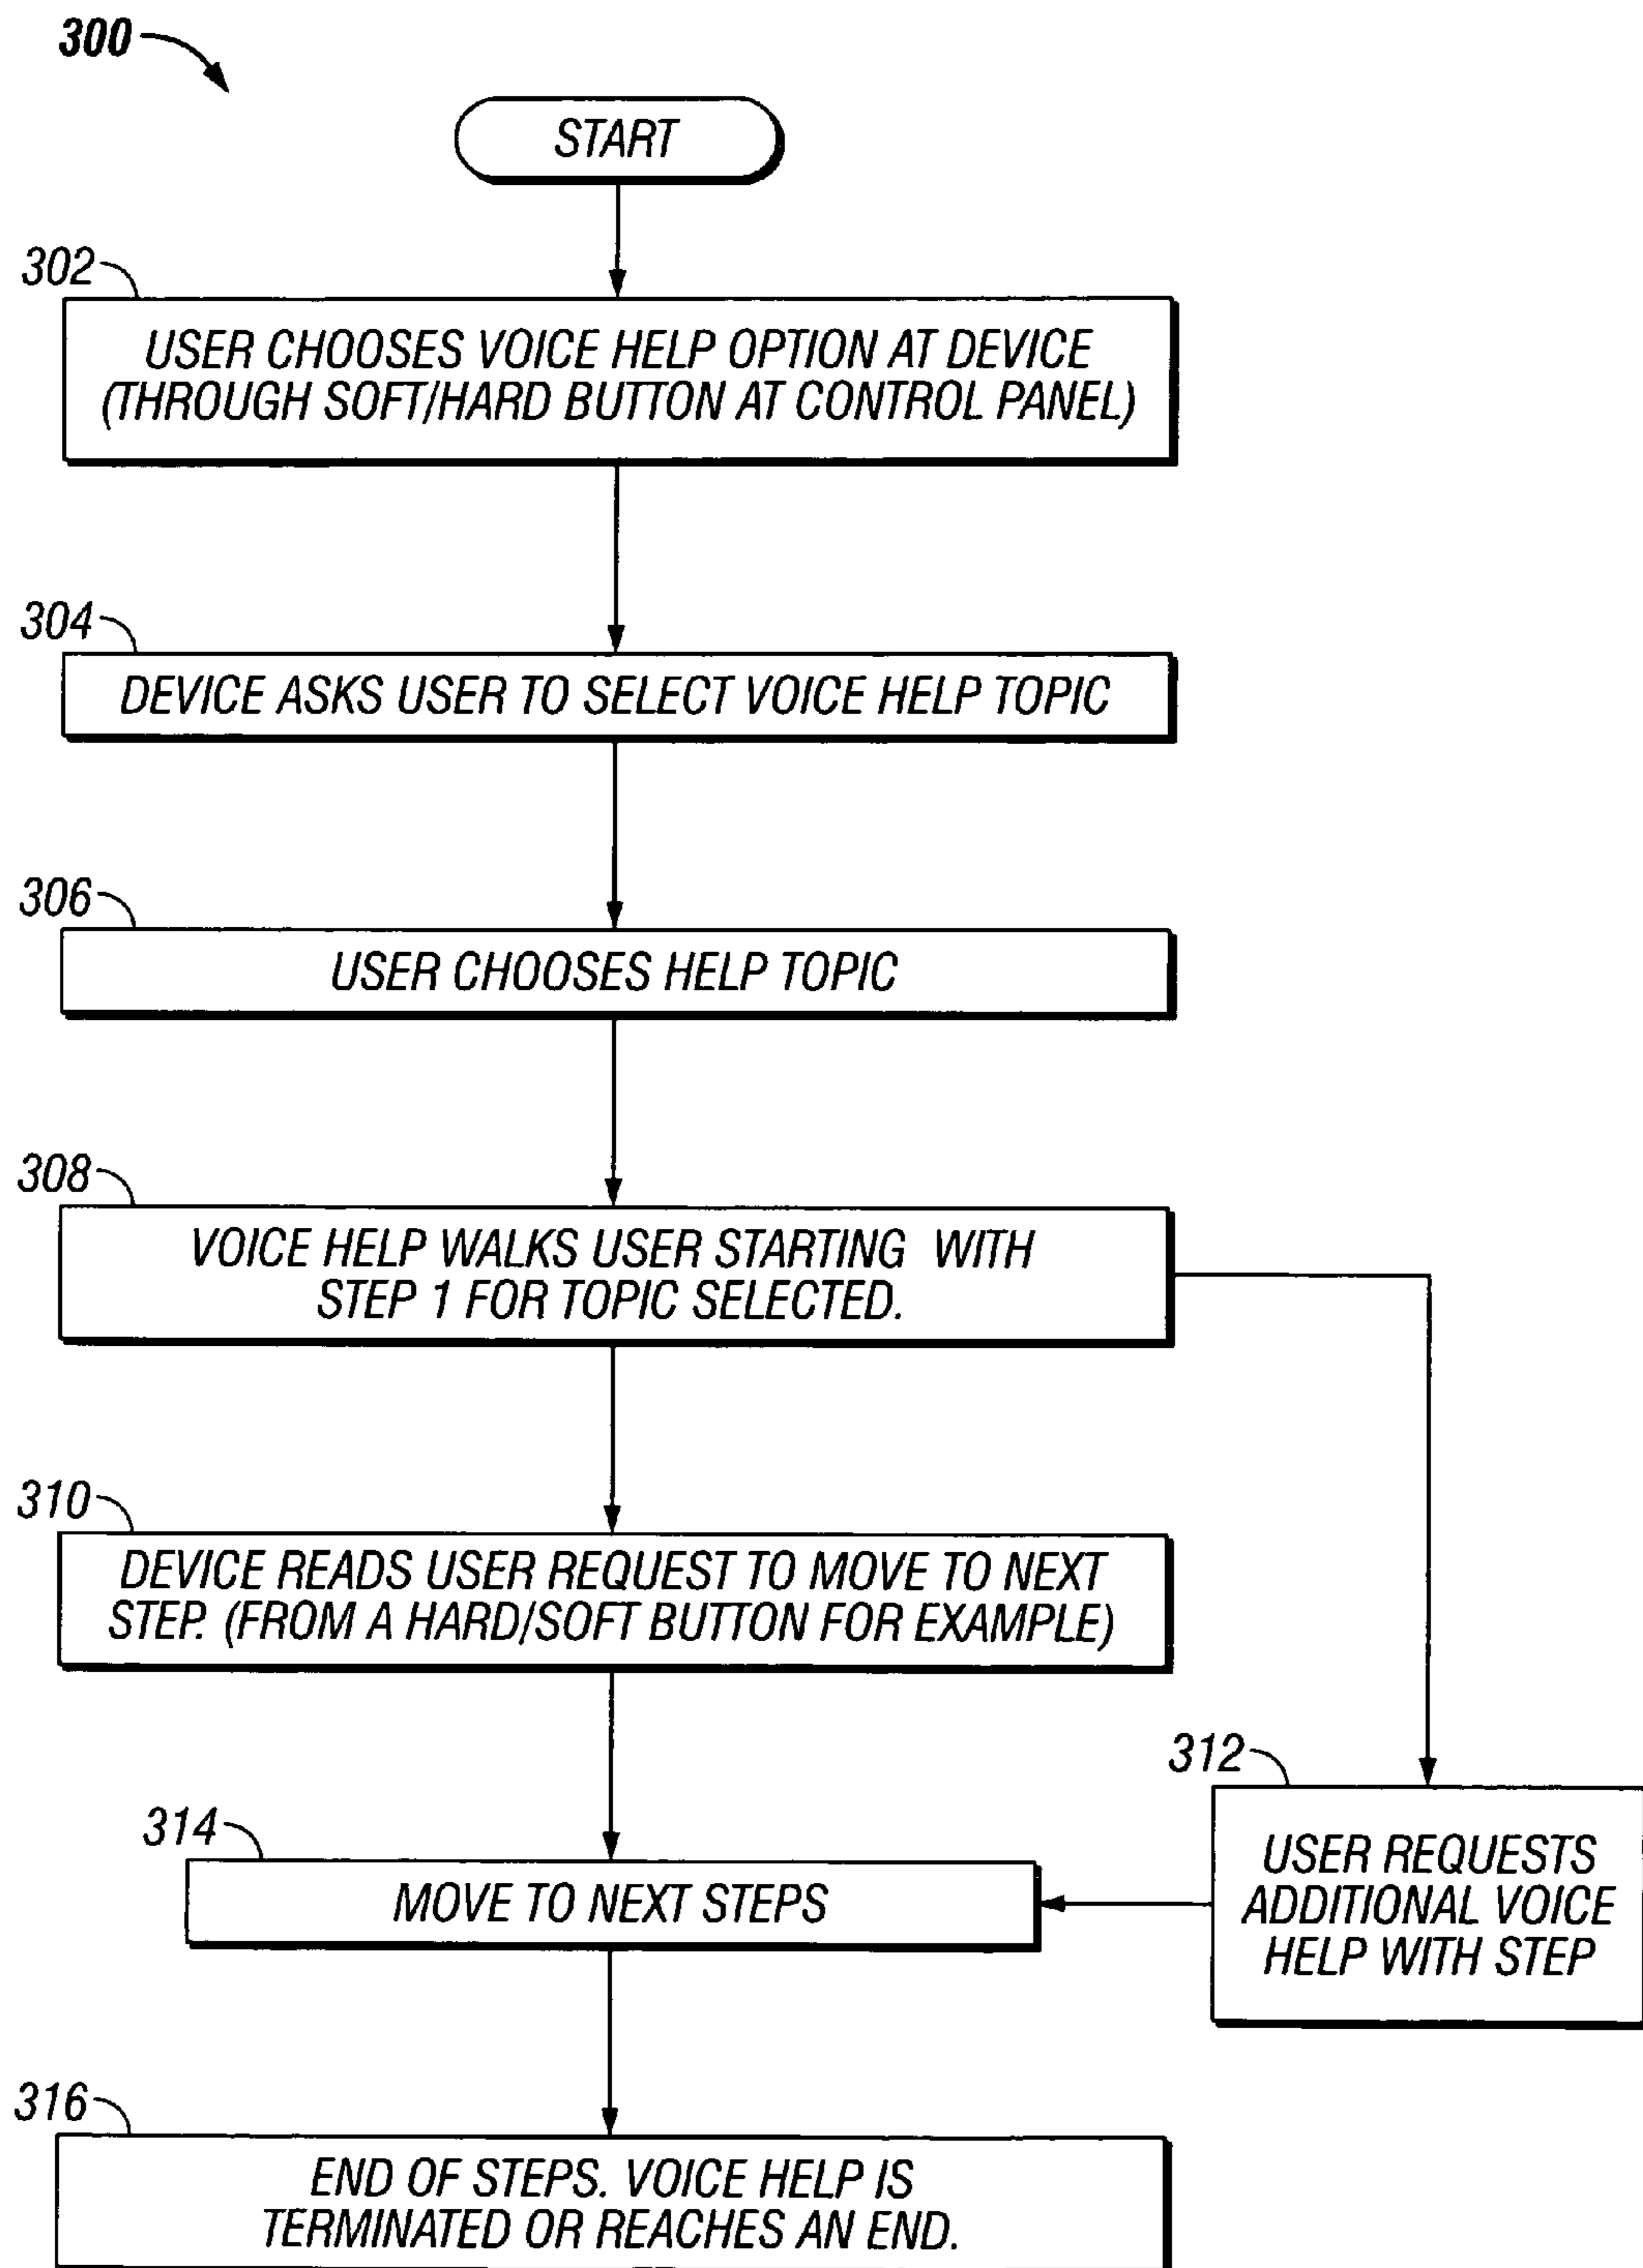 300
START
302
USER CHOOSES VOICE HELP OPTION AT DEVICE
(THROUGH SOFT/HARD BUTTON AT CONTROL PANEL)
304
DEVICE ASKS USER TO SELECT VOICE HELP TOPIC
306
USER CHOOSES HELP TOPIC
308
VOICE HELP WALKS USER STARTING WITH
STEP 1 FOR TOPIC SELECTED.
310
DEVICE READS USER REQUEST TO MOVE TO NEXT
STEP. (FROM A HARD/SOFT BUTTON FOR EXAMPLE)
312
USER REQUESTS
ADDITIONAL VOICE
HELP WITH STEP
314
MOVE TO NEXT STEPS
316
END OF STEPS. VOICE HELP IS
TERMINATED OR REACHES AN END.